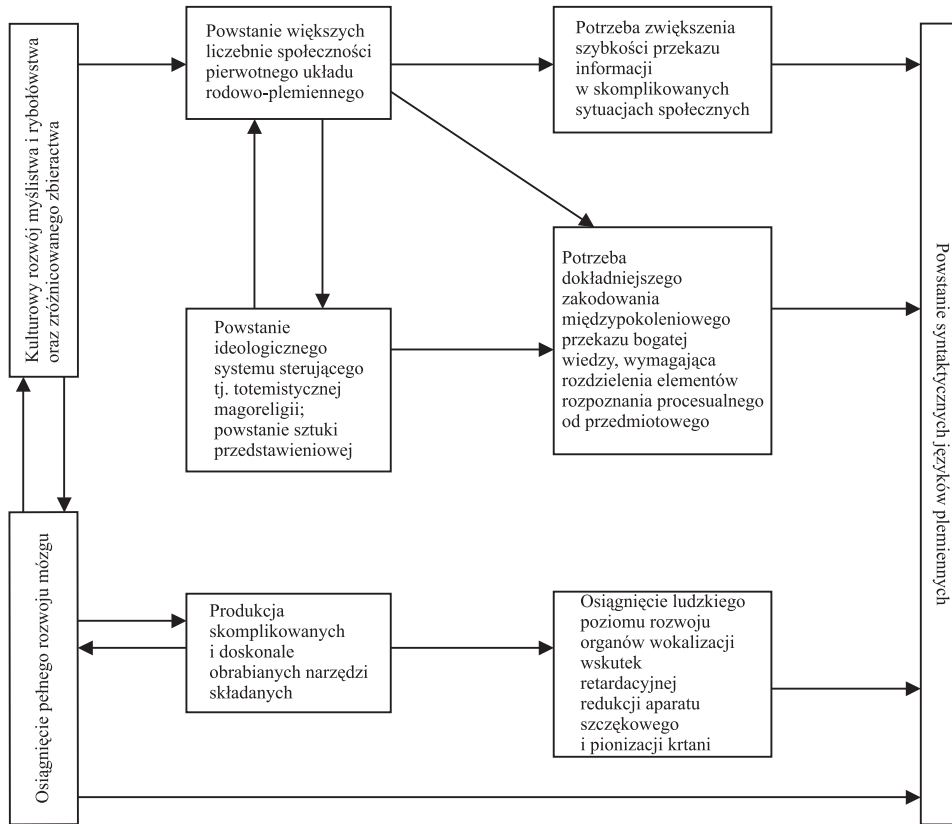 Kulturowy rozwój myślistwa i rybołówstwa
oraz zróżnicowanego zbieractwa
Powstanie większych
liczebnie społeczności
pierwotnego układu
rodowo-plemiennego
Potrzeba zwiększenia
szybkości przekazu
informacji
w skomplikowanych
sytuacjach społecznych
Powstanie
ideologicznego
systemu sterującego
tj. totemistycznej
magoreligii;
powstanie sztuki
przedstawieniowej
Potrzeba
dokładniejszego
zakodowania
międzypokoleniowego
przekazu bogatej
wiedzy, wymagająca
rozdzielenia elementów
rozpoznania procesualnego
od przedmiotowego
Osiągnięcie pełnego rozwoju mózgu
Produkcja
skomplikowanych
i doskonale
obrabianych narzędzi
składanych
Osiągnięcie ludzkiego
poziomu rozwoju
organów wokalizacji
wskutek
retardacyjnej
redukcji aparatu
szczękowego
i pionizacji krtani
Powstanie syntaktycznych języków plemiennych